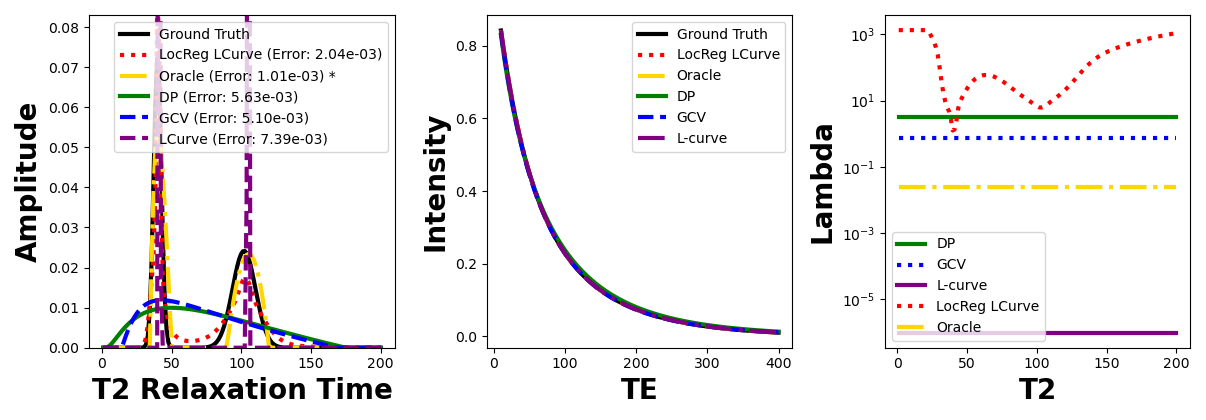 0.08
0.07
0.06
0.05
0.04
0.03
0.02
0.01
0.00
Amplitude
0
50
100
150
200
T2 Relaxation Time
Ground Truth
LocReg LCurve (Error: 2.04e-03)
Oracle (Error: 1.01e-03) *
DP (Error: 5.63e-03)
GCV (Error: 5.10e-03)
LCurve (Error: 7.39e-03)
0.8
0.6
0.4
0.2
0.0
Intensity
0
100
200
300
400
TE
Ground Truth
LocReg LCurve
Oracle
DP
GCV
L-curve
10³
10¹
10⁻¹
10⁻³
10⁻⁵
Lambda
0
50
100
150
200
T2
DP
GCV
L-curve
LocReg LCurve
Oracle